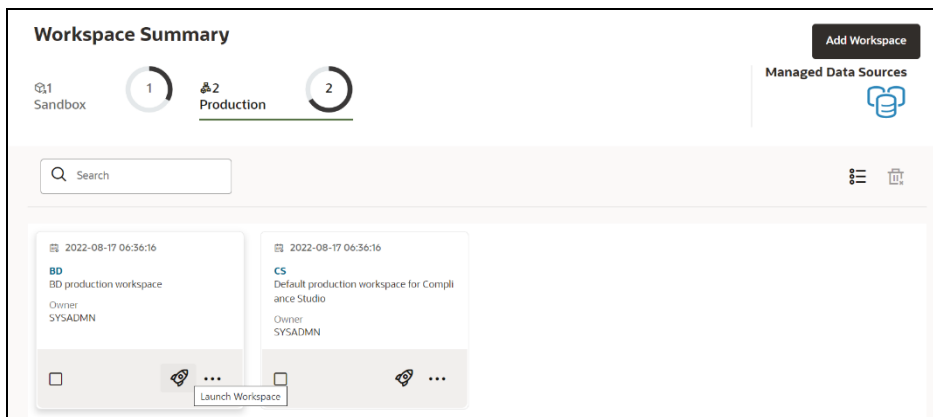 Workspace Summary
Add Workspace
1
Sandbox
1
2
Production
2
Managed Data Sources
Search
2022-08-17 06:36:16
BD
BD production workspace
Owner
SYSADMN
2022-08-17 06:36:16
CS
Default production workspace for Compli
ance Studio
Owner
SYSADMN
Launch Workspace